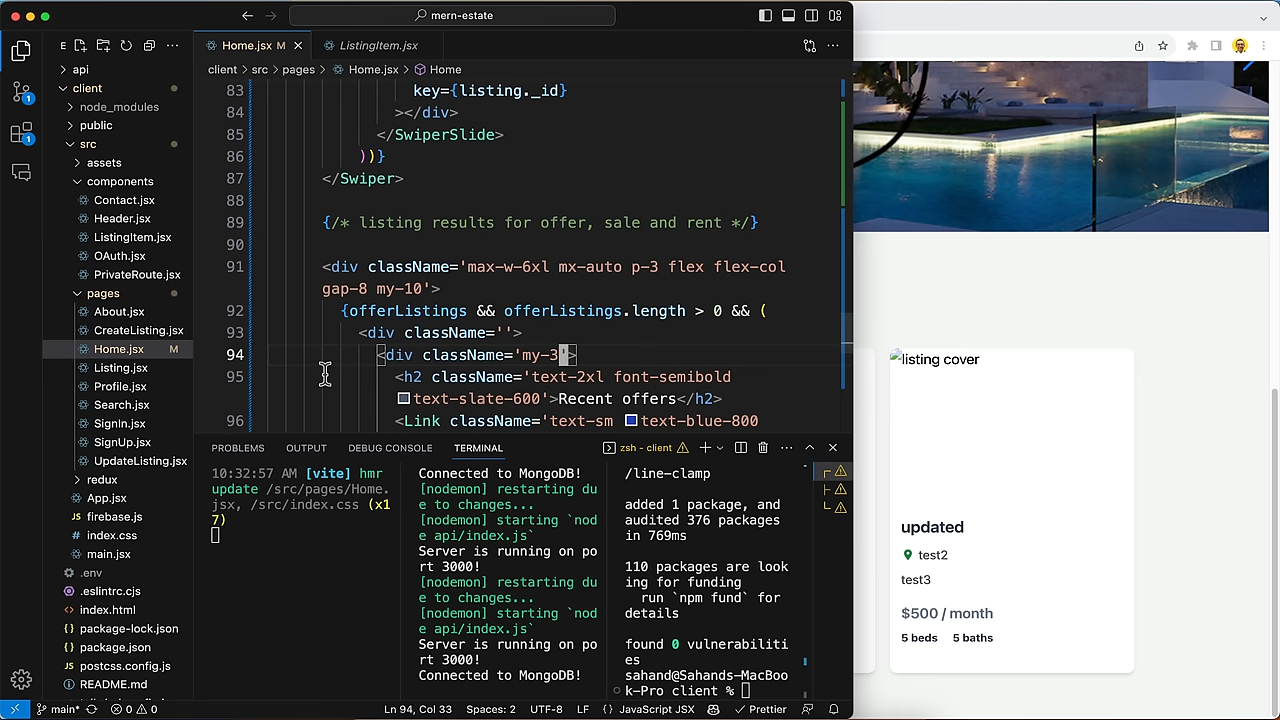 mern-estate
Home.jsx M
ListingItem.jsx
client > src > pages > Home.jsx > Home
E
api
client
node_modules
public
src
assets
components
Contact.jsx
Header.jsx
ListingItem.jsx
OAuth.jsx
PrivateRoute.jsx
pages
About.jsx
CreateListing.jsx
Home.jsx M
Listing.jsx
Profile.jsx
Search.jsx
SignIn.jsx
SignUp.jsx
UpdateListing.jsx
redux
App.jsx
JS firebase.js
# index.css
main.jsx
.env
.eslintrc.cjs
index.html
{} package-lock.json
{} package.json
JS postcss.config.js
README.md
1
1
83 key={listing._id}
84 ></div>
85 </SwiperSlide>
86 ))}
87 </Swiper>
88
89 {/* listing results for offer, sale and rent */}
90
91 <div className='max-w-6xl mx-auto p-3 flex flex-col
gap-8 my-10'>
92 {offerListings && offerListings.length > 0 && (
93 <div className=''>
94 <div className='my-3'>
95 <h2 className='text-2xl font-semibold
text-slate-600'>Recent offers</h2>
96 <Link className='text-sm text-blue-800
PROBLEMS OUTPUT DEBUG CONSOLE TERMINAL
zsh - client
10:32:57 AM [vite] hmr
update /src/pages/Home.
jsx, /src/index.css (x1
7)
Connected to MongoDB!
[nodemon] restarting du
e to changes...
[nodemon] starting `nod
e api/index.js`
Server is running on po
rt 3000!
[nodemon] restarting du
e to changes...
[nodemon] starting `nod
e api/index.js`
Server is running on po
rt 3000!
Connected to MongoDB!
/line-clamp
added 1 package, and
audited 376 packages
in 769ms
110 packages are look
ing for funding
run `npm fund` for
details
found 0 vulnerabiliti
es
sahand@Sahands-MacBoo
k-Pro client %
main* 0 0 Ln 94, Col 33 Spaces: 2 UTF-8 LF {} JavaScript JSX Prettier
listing cover
updated
test2
test3
$500 / month
5 beds 5 baths